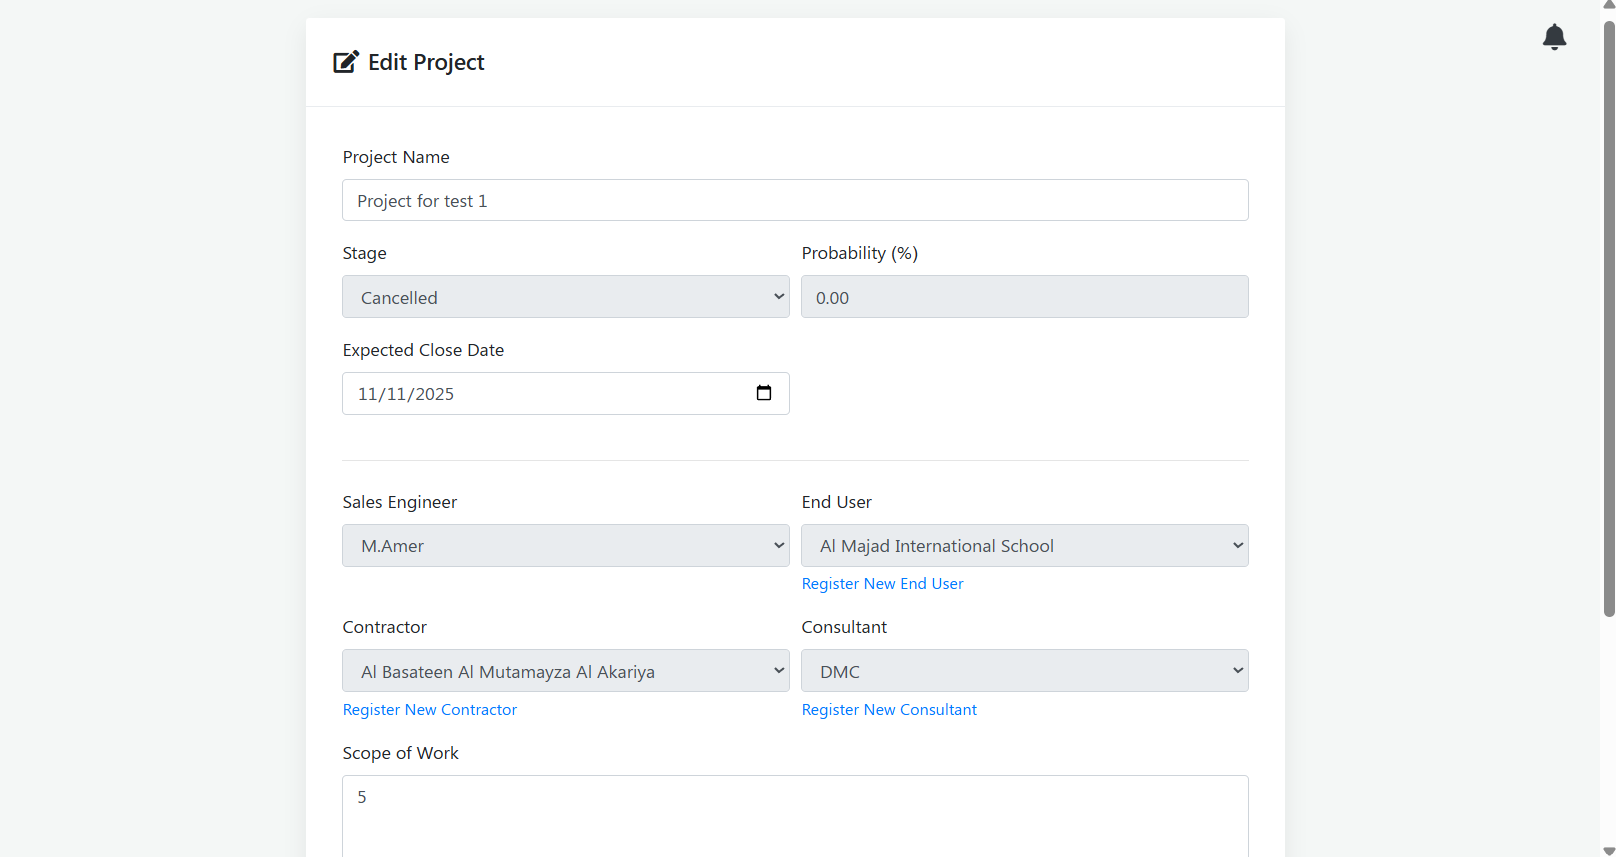 Edit Project
Project Name
Project for test 1
Stage
Probability (%)
Cancelled
0.00
Expected Close Date
11/11/2025
Sales Engineer
End User
M.Amer
Al Majad International School
Register New End User
Contractor
Consultant
Al Basateen Al Mutamayza Al Akariya
DMC
Register New Contractor
Register New Consultant
Scope of Work
5